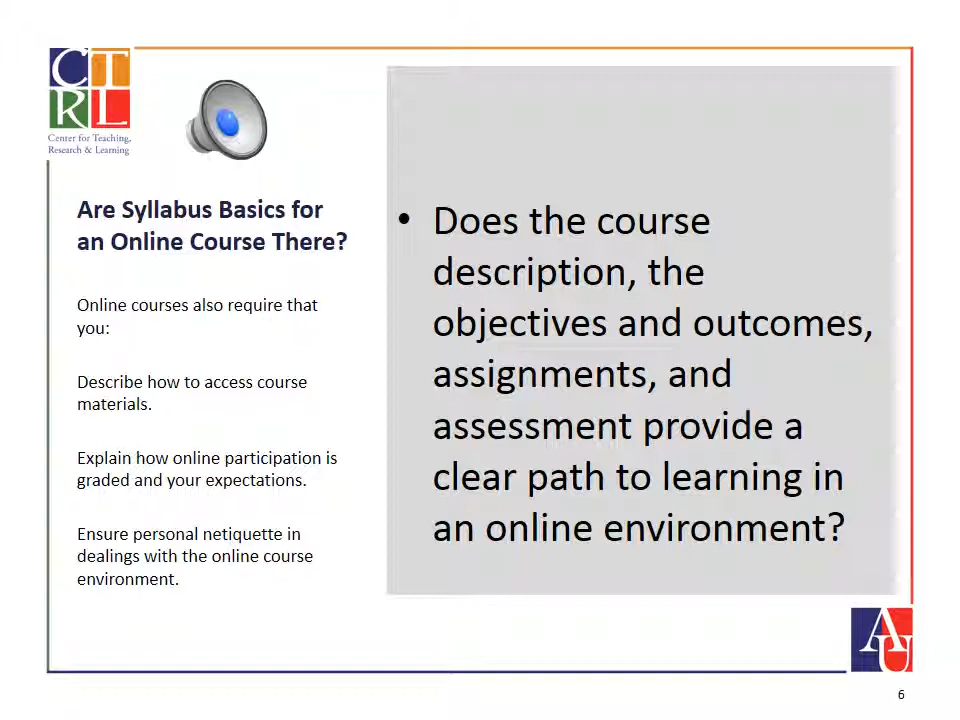 CT
RL
Center for Teaching,
Research & Learning
Are Syllabus Basics for
an Online Course There?
Online courses also require that
you:
Describe how to access course
materials.
Explain how online participation is
graded and your expectations.
Ensure personal netiquette in
dealings with the online course
environment.
• Does the course
description, the
objectives and outcomes,
assignments, and
assessment provide a
clear path to learning in
an online environment?
AU
6